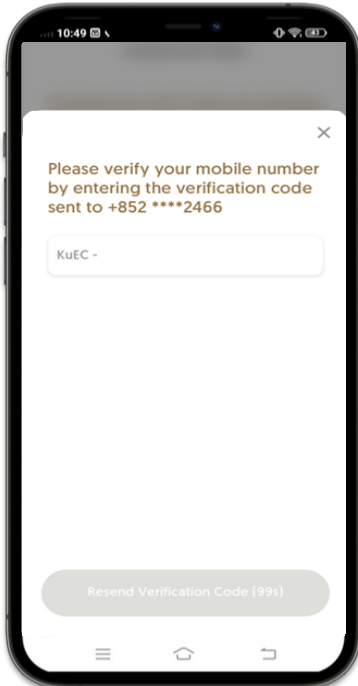 10:49
43
Please verify your mobile number
by entering the verification code
sent to +852 ****2466
KuEC -
Resend Verification Code (99s)